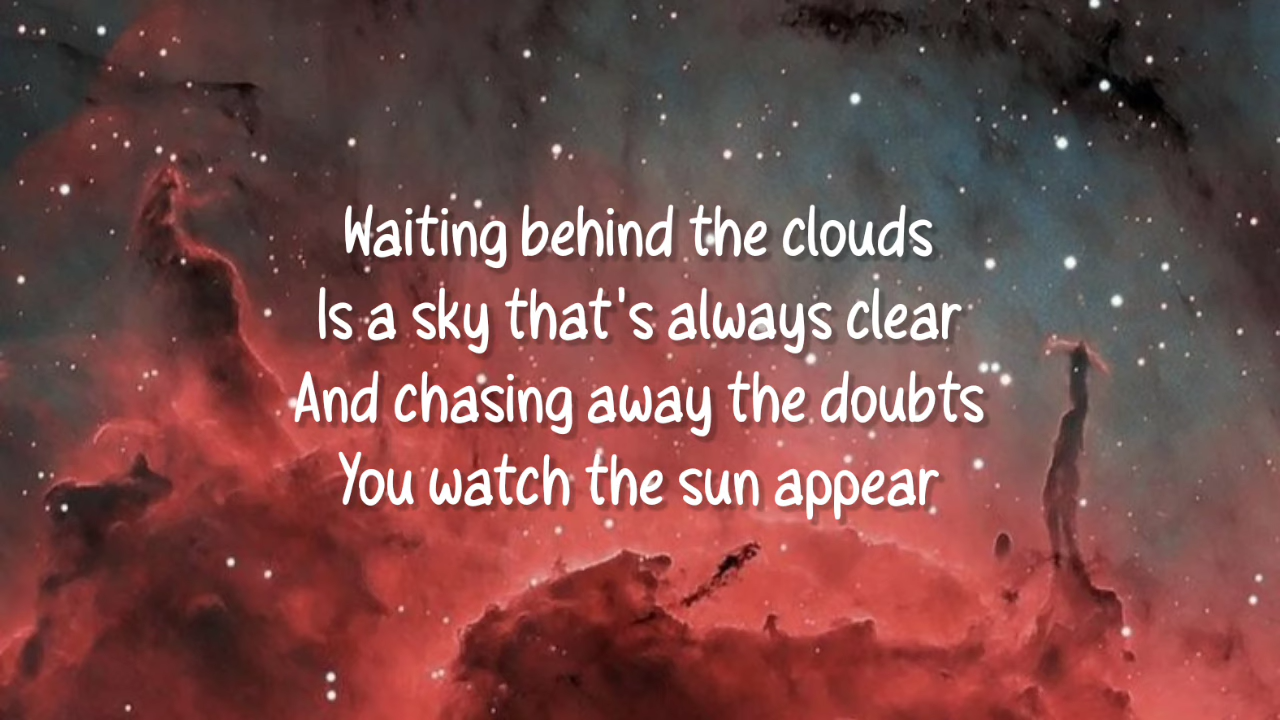 Waiting behind the clouds
Is a sky that's always clear
And chasing away the doubts
You watch the sun appear